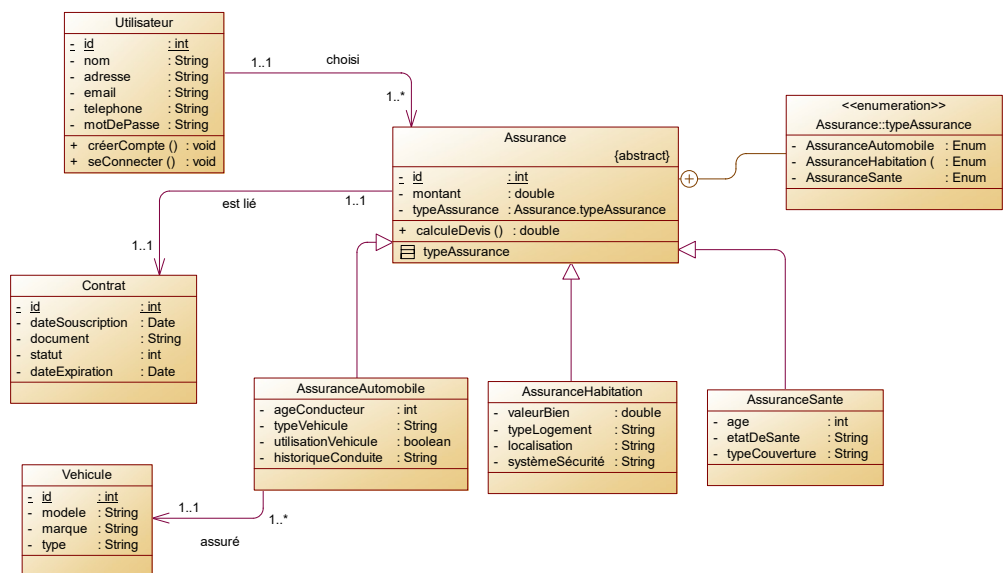 Utilisateur
- id : int
- nom : String
- adresse : String
- email : String
- telephone : String
- motDePasse : String
+ créerCompte () : void
+ seConnecter () : void
1..1
choisi
1..*
Assurance
{abstract}
- id : int
- montant : double
- typeAssurance : Assurance.typeAssurance
+ calculeDevis () : double
typeAssurance
<<enumeration>>
Assurance::typeAssurance
- AssuranceAutomobile : Enum
- AssuranceHabitation ( : Enum
- AssuranceSante : Enum
est lié
1..1
1..1
Contrat
- id : int
- dateSouscription : Date
- document : String
- statut : int
- dateExpiration : Date
AssuranceAutomobile
- ageConducteur : int
- typeVehicule : String
- utilisationVehicule : boolean
- historiqueConduite : String
AssuranceHabitation
- valeurBien : double
- typeLogement : String
- localisation : String
- systèmeSécurité : String
AssuranceSante
- age : int
- etatDeSante : String
- typeCouverture : String
Vehicule
- id : int
- modele : String
- marque : String
- type : String
1..1
1..*
assuré